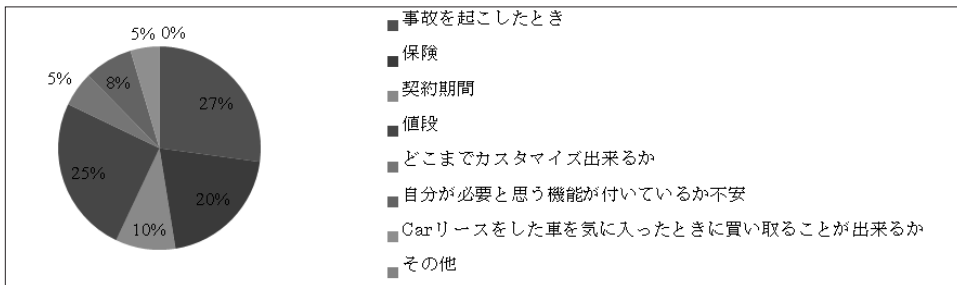 5% 0%
5%
8%
27%
25%
20%
10%
事故を起こしたとき
保険
契約期間
値段
どこまでカスタマイズ出来るか
自分が必要と思う機能が付いているか不安
Carリースをした車を気に入ったときに買い取ることが出来るか
その他